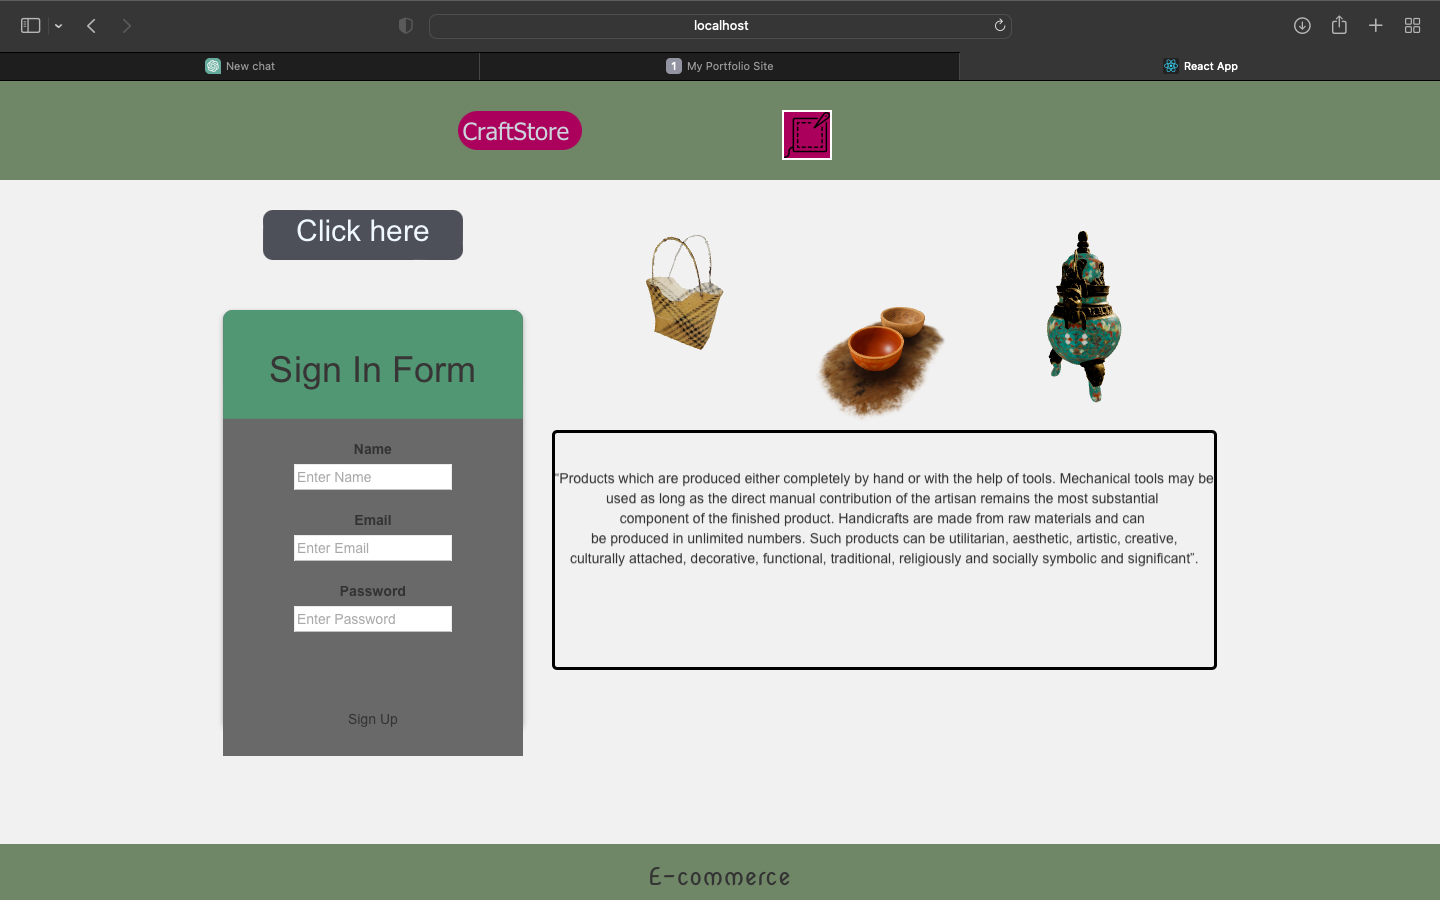 localhost
New chat
1 My Portfolio Site
React App
CraftStore
Click here
Sign In Form
Name
Enter Name
Email
Enter Email
Password
Enter Password
Sign Up
"Products which are produced either completely by hand or with the help of tools. Mechanical tools may be
used as long as the direct manual contribution of the artisan remains the most substantial
component of the finished product. Handicrafts are made from raw materials and can
be produced in unlimited numbers. Such products can be utilitarian, aesthetic, artistic, creative,
culturally attached, decorative, functional, traditional, religiously and socially symbolic and significant”.
E-commerce